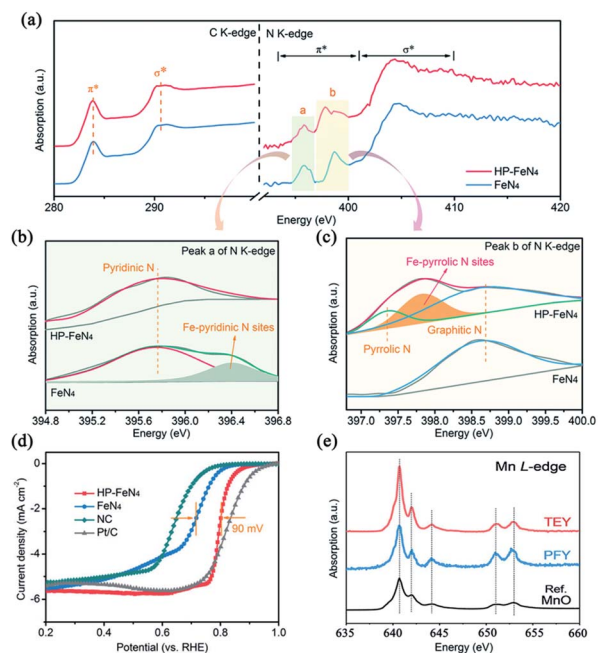 (a)
C K-edge
N K-edge
π*
σ*
π*
σ*
a
b
Absorption (a.u.)
HP-FeN₄
FeN₄
280
290
400
410
420
Energy (eV)
(b)
Peak a of N K-edge
Pyridinic N
HP-FeN₄
Fe-pyridinic N sites
FeN₄
Absorption (a.u.)
394.8
395.2
395.6
396.0
396.4
396.8
Energy (eV)
(c)
Peak b of N K-edge
Fe-pyrrolic N sites
HP-FeN₄
Pyrrolic N
Graphitic N
FeN₄
Absorption (a.u.)
397.0
397.5
398.0
398.5
399.0
399.5
400.0
Energy (eV)
(d)
HP-FeN₄
FeN₄
NC
Pt/C
90 mV
Current density (mA cm⁻²)
0
-2
-4
-6
0.2
0.4
0.6
0.8
1.0
Potential (vs. RHE)
(e)
Mn L-edge
TEY
PFY
Ref.
MnO
Absorption (a.u.)
635
640
645
650
655
660
Energy (eV)